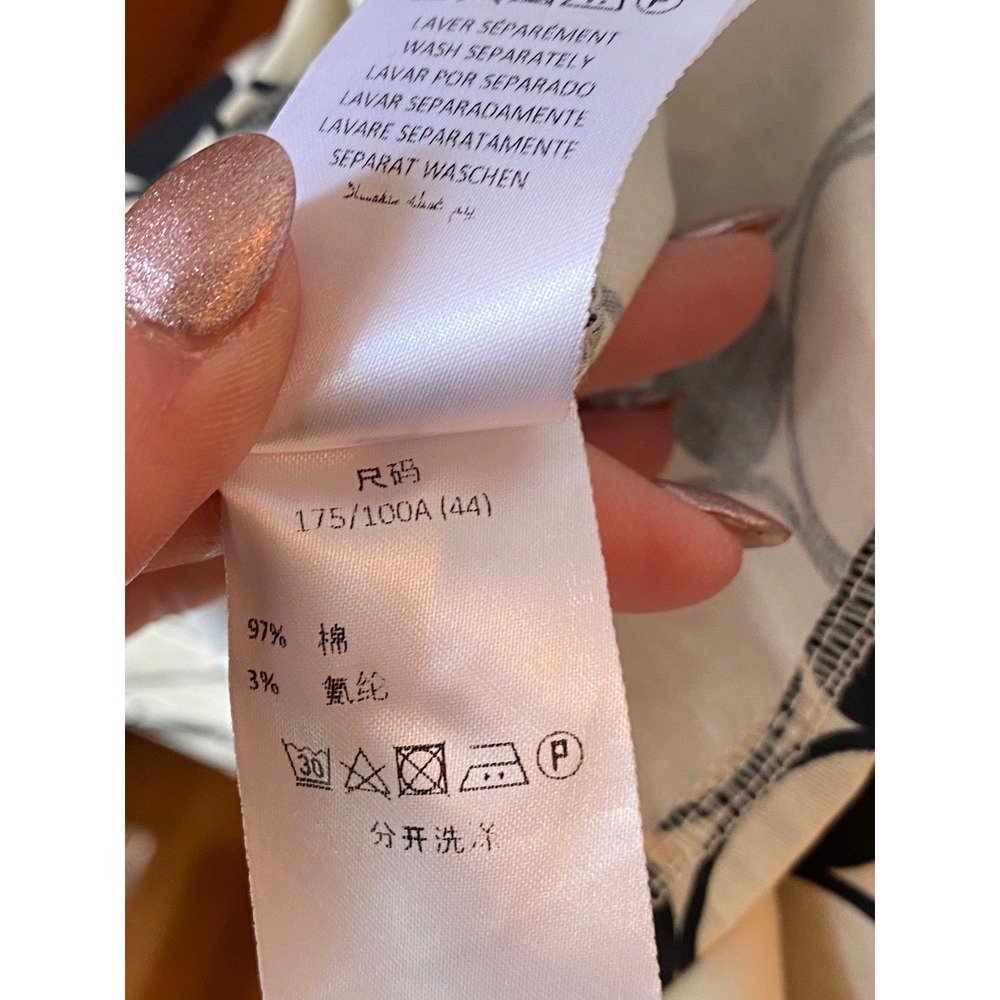 LAVER SÉPARÉMENT
WASH SEPARATELY
LAVAR POR SEPARADO
LAVAR SEPARADAMENTE
LAVARE SEPARATAMENTE
SEPARAT WASCHEN
尺码
175/100A (44)
97% 棉
3% 氨纶
30
P
分开洗涤